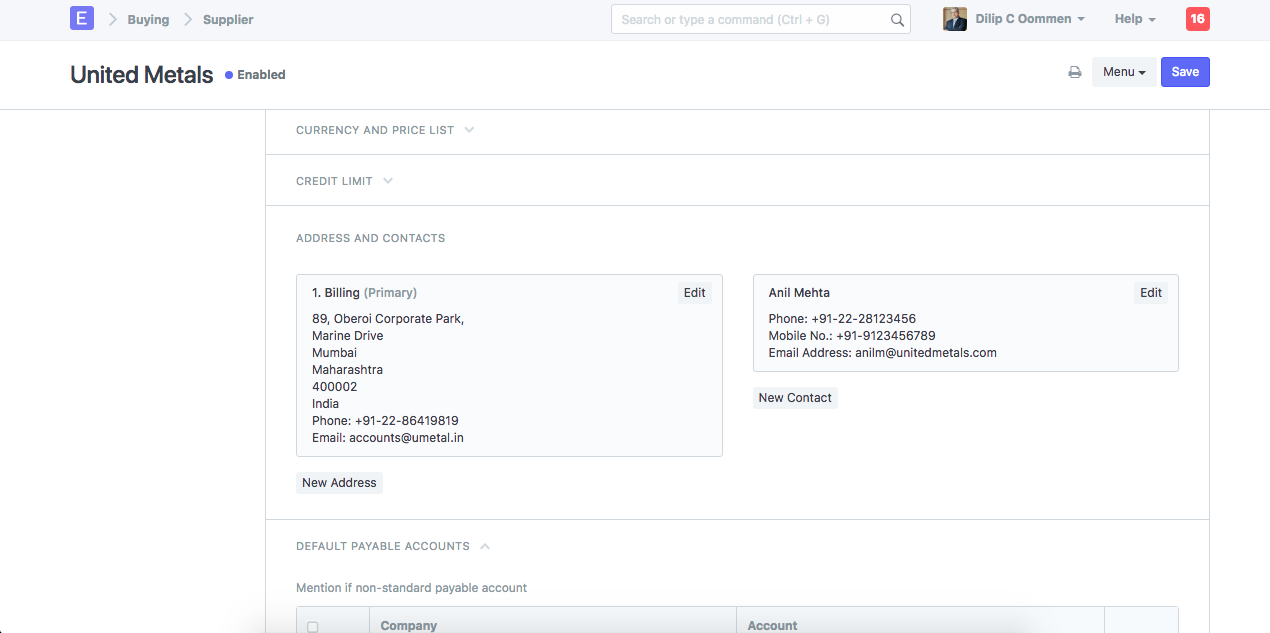 E Buying Supplier Search or type a command (Ctrl + G) Dilip C Oommen Help 16
United Metals Enabled Menu Save
CURRENCY AND PRICE LIST
CREDIT LIMIT
ADDRESS AND CONTACTS
1. Billing (Primary) Edit
89, Oberoi Corporate Park,
Marine Drive
Mumbai
Maharashtra
400002
India
Phone: +91-22-86419819
Email: accounts@umetal.in
New Address
Anil Mehta Edit
Phone: +91-22-28123456
Mobile No.: +91-9123456789
Email Address: anilm@unitedmetals.com
New Contact
DEFAULT PAYABLE ACCOUNTS
Mention if non-standard payable account
Company Account